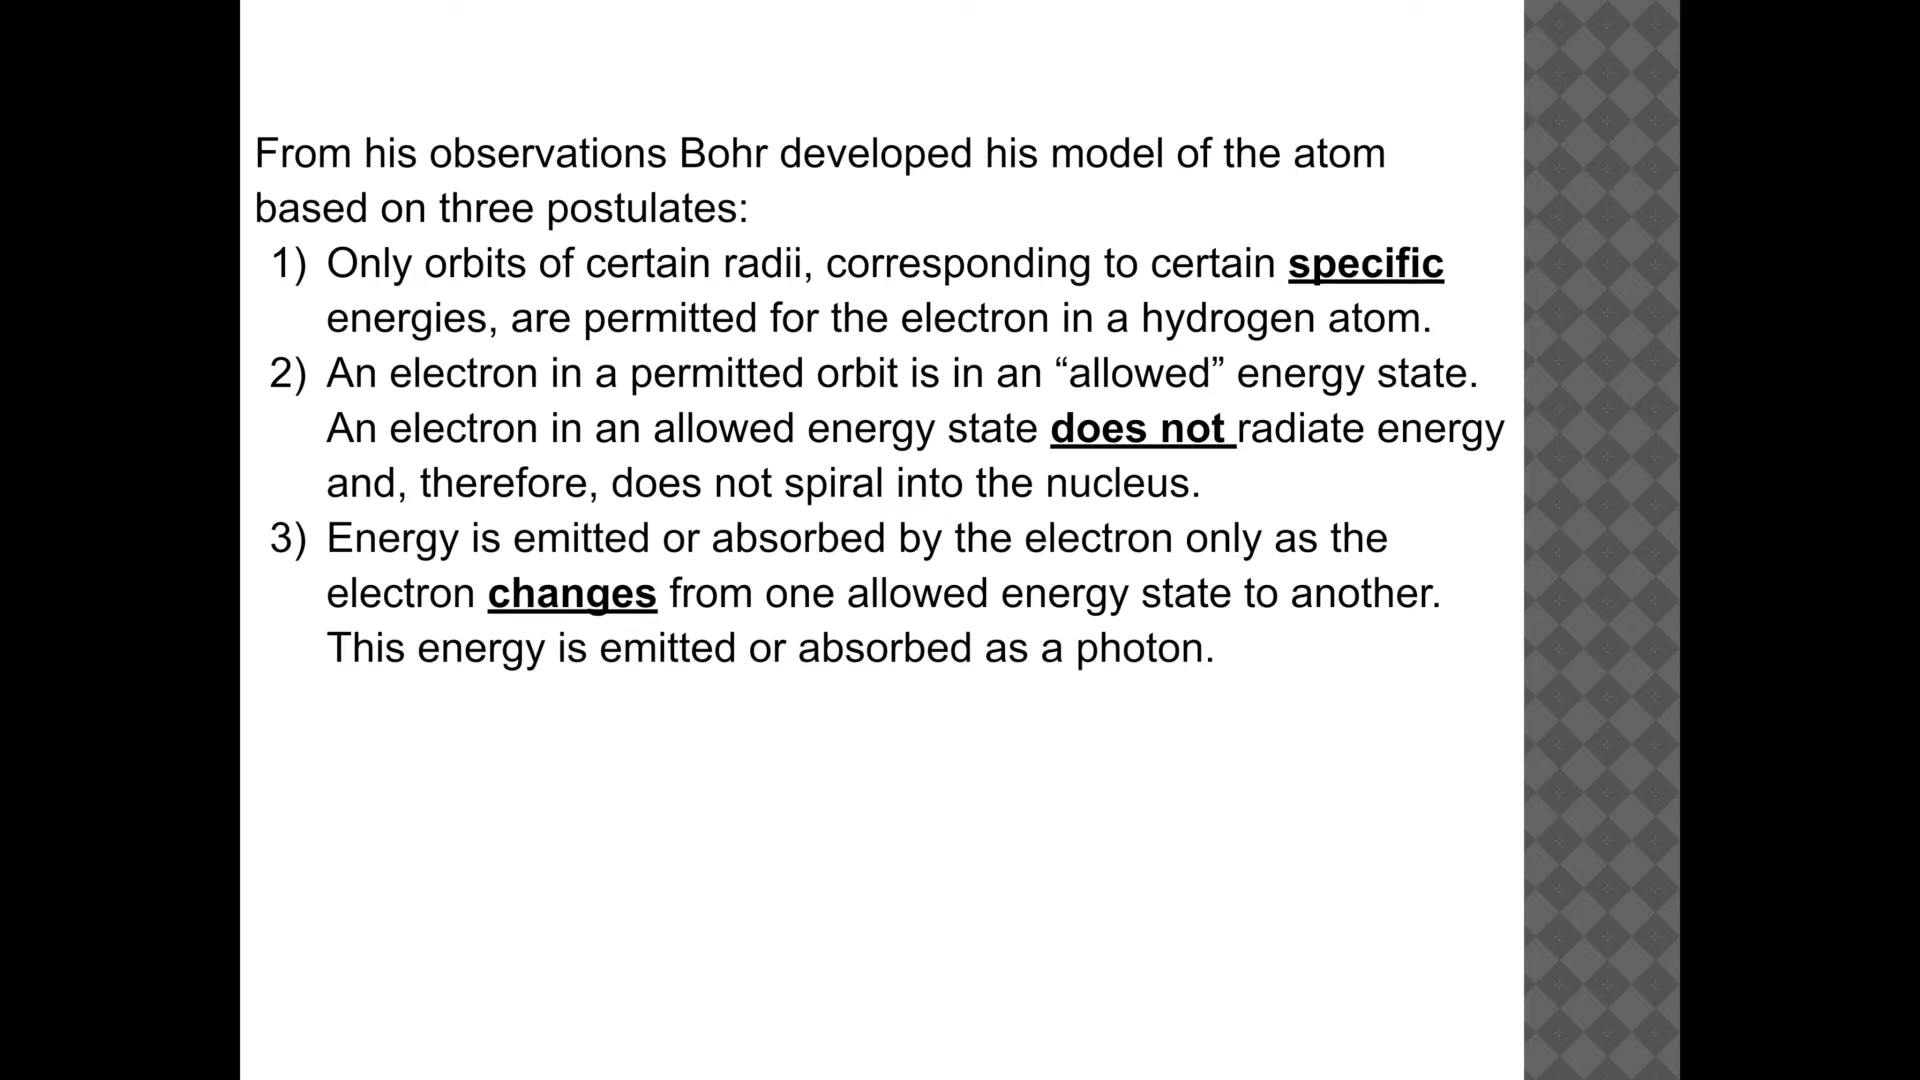 From his observations Bohr developed his model of the atom
based on three postulates:
1) Only orbits of certain radii, corresponding to certain specific
energies, are permitted for the electron in a hydrogen atom.
2) An electron in a permitted orbit is in an “allowed” energy state.
An electron in an allowed energy state does not radiate energy
and, therefore, does not spiral into the nucleus.
3) Energy is emitted or absorbed by the electron only as the
electron changes from one allowed energy state to another.
This energy is emitted or absorbed as a photon.